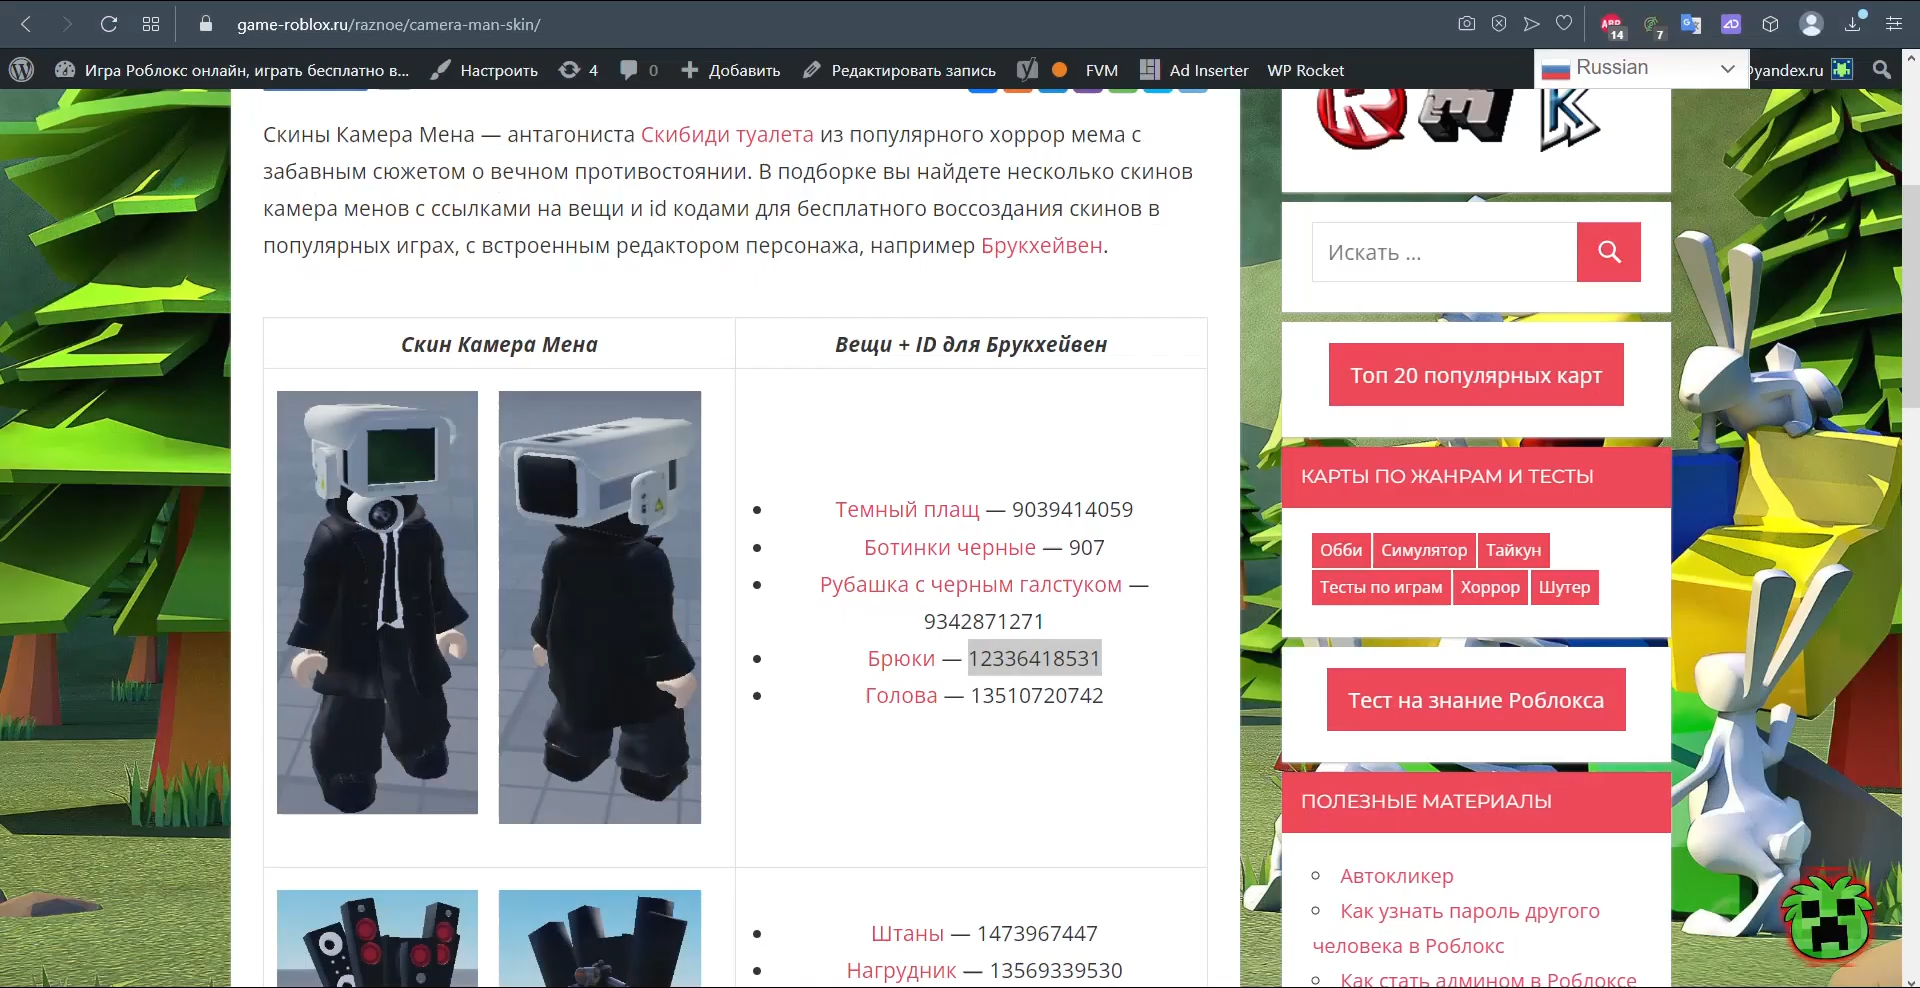 game-roblox.ru/raznoe/camera-man-skin/
ABP 14
7
Игра Роблокс онлайн, играть бесплатно в...
Настроить
4
0
Добавить
Редактировать запись
FVM
Ad Inserter
WP Rocket
Russian
yandex.ru
Скины Камера Мена — антагониста Скибиди туалета из популярного хоррор мема с
забавным сюжетом о вечном противостоянии. В подборке вы найдете несколько скинов
камера менов с ссылками на вещи и id кодами для бесплатного воссоздания скинов в
популярных играх, с встроенным редактором персонажа, например Брукхейвен.
Скин Камера Мена
Вещи + ID для Брукхейвен
Темный плащ — 9039414059
Ботинки черные — 907
Рубашка с черным галстуком —
9342871271
Брюки — 12336418531
Голова — 13510720742
Штаны — 1473967447
Нагрудник — 13569339530
Искать ...
Топ 20 популярных карт
КАРТЫ ПО ЖАНРАМ И ТЕСТЫ
Обби Симулятор Тайкун
Тесты по играм Хоррор Шутер
Тест на знание Роблокса
ПОЛЕЗНЫЕ МАТЕРИАЛЫ
Автокликер
Как узнать пароль другого
человека в Роблокс
Как стать админом в Роблоксе